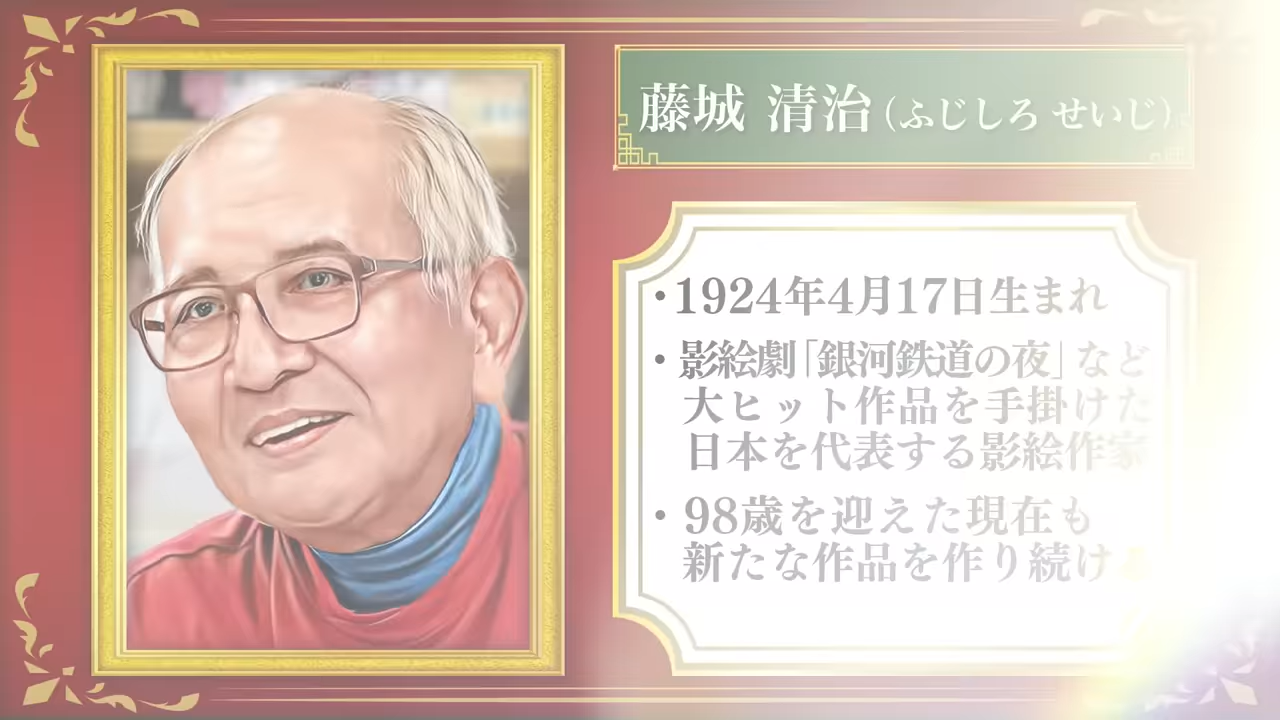 藤城 清治（ふじしろ せいじ）
・1924年4月17日生まれ
・影絵劇「銀河鉄道の夜」など
大ヒット作品を手掛けた
日本を代表する影絵作家
・98歳を迎えた現在も
新たな作品を作り続ける